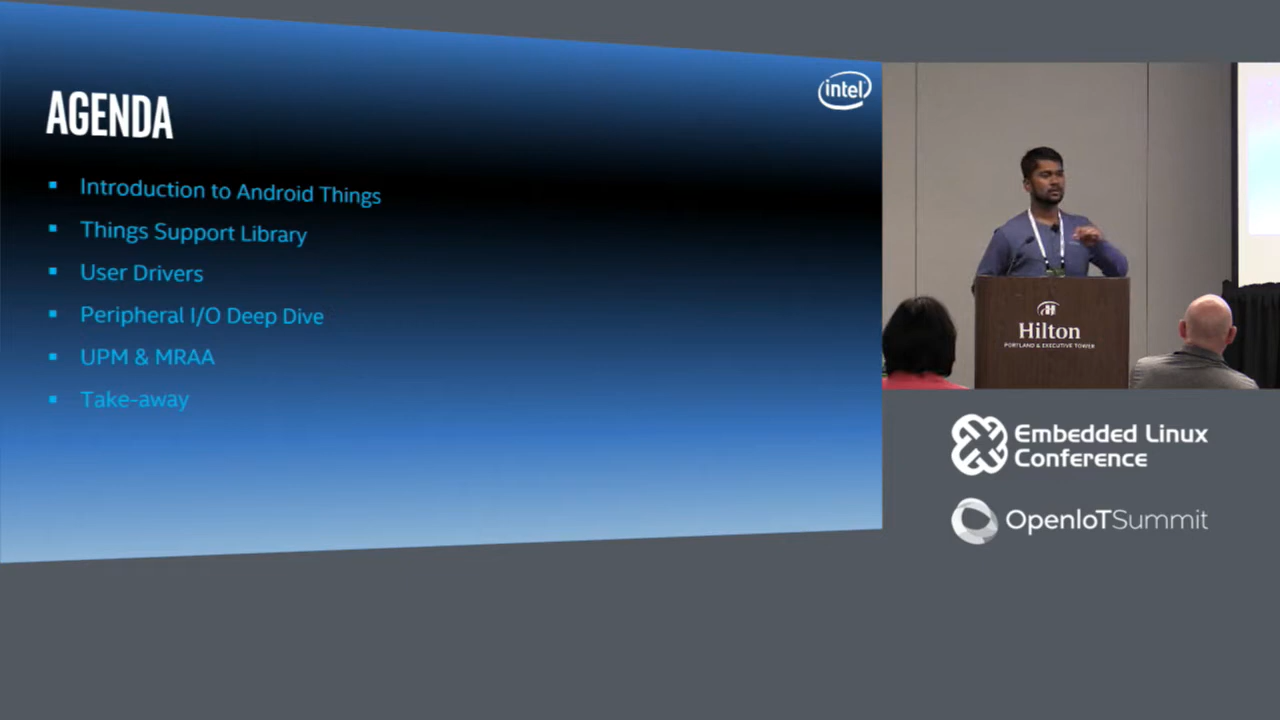 AGENDA
intel
Introduction to Android Things
Things Support Library
User Drivers
Peripheral I/O Deep Dive
UPM & MRAA
Take-away
Hilton
PORTLAND & EXECUTIVE TOWER
Embedded Linux
Conference
OpenIoTSummit